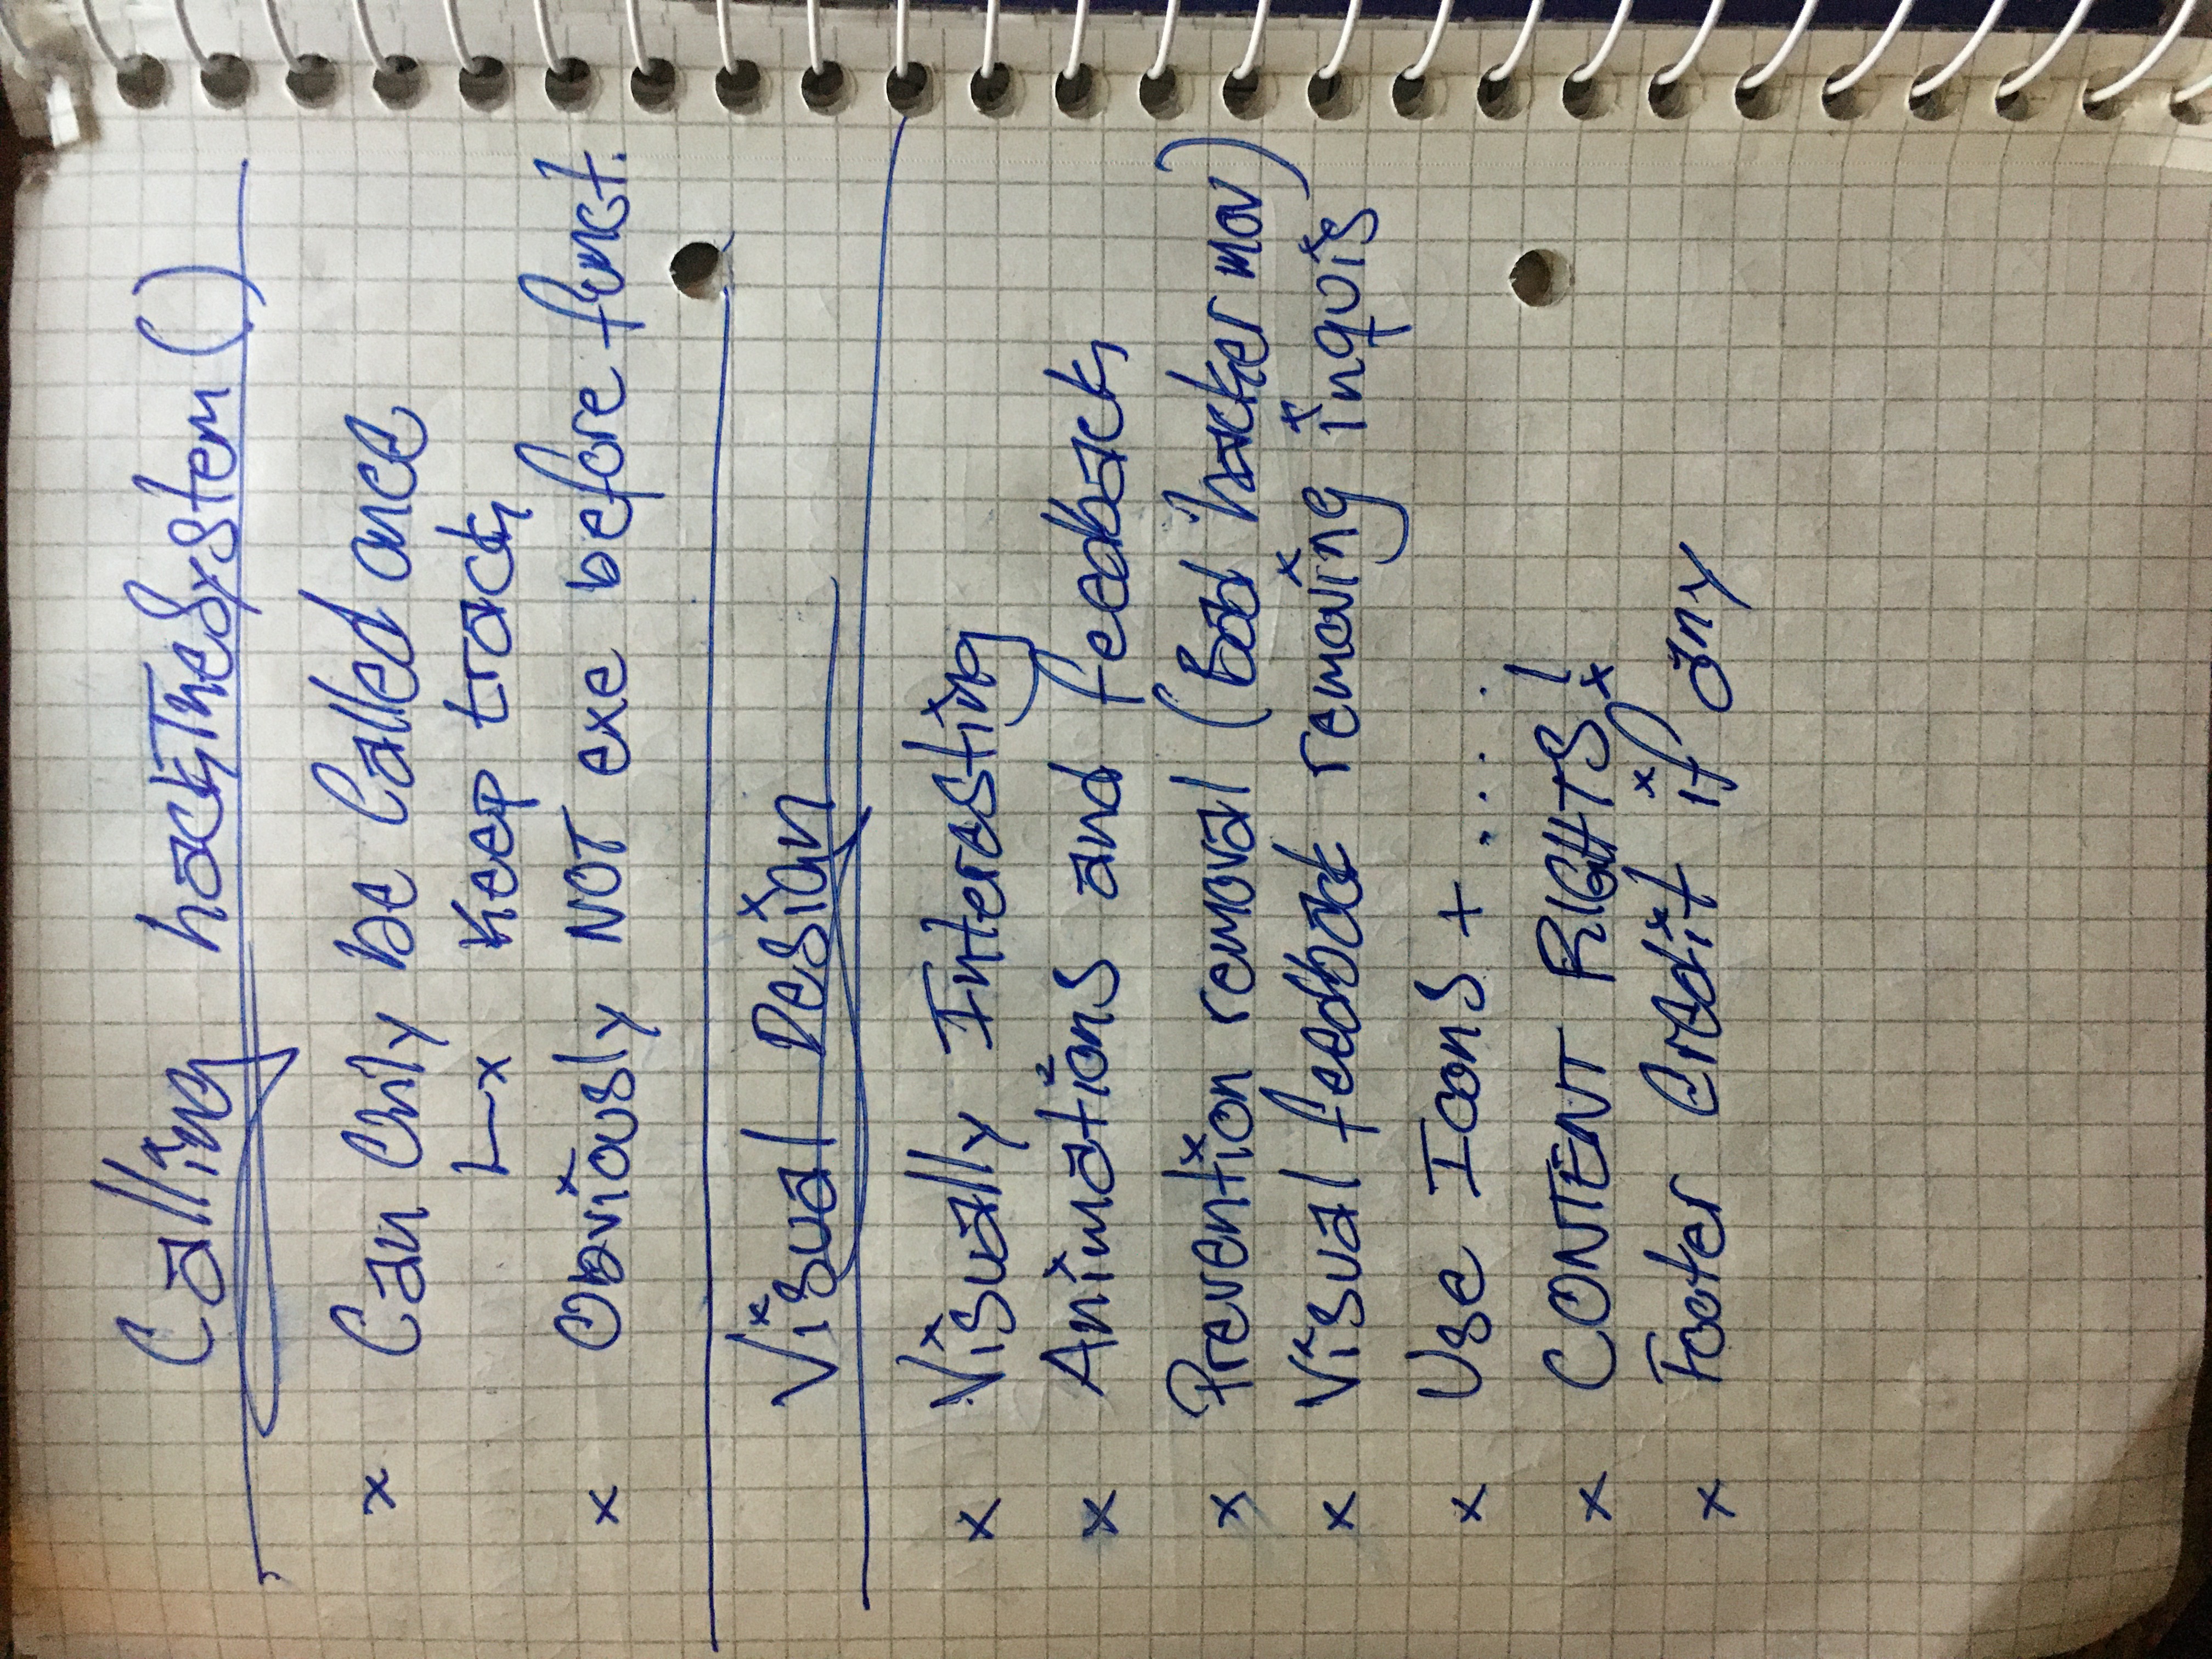 Calling hackTheSystem()
x Can Only be Called once
x Keep track
x Obviously NOT exe before funct.
Visual Design
x Visually Interesting
x Animations and feedback
x Prevention removal (Bad hacker mov)
x Visual feedback removing inquis
x Use Icons + .....
x CONTENT RIGHTS!
x Footer Credit if any